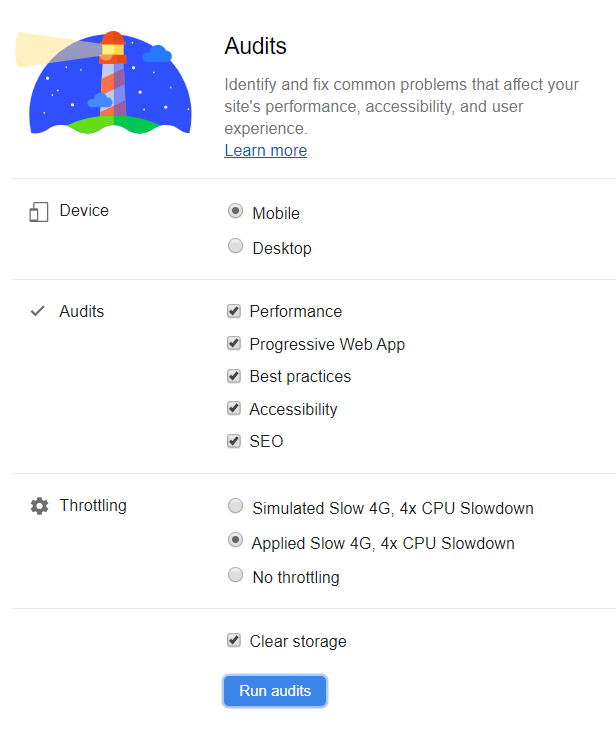 Audits
Identify and fix common problems that affect your
site's performance, accessibility, and user
experience.
Learn more
Device
Mobile
Desktop
Audits
Performance
Progressive Web App
Best practices
Accessibility
SEO
Throttling
Simulated Slow 4G, 4x CPU Slowdown
Applied Slow 4G, 4x CPU Slowdown
No throttling
Clear storage
Run audits